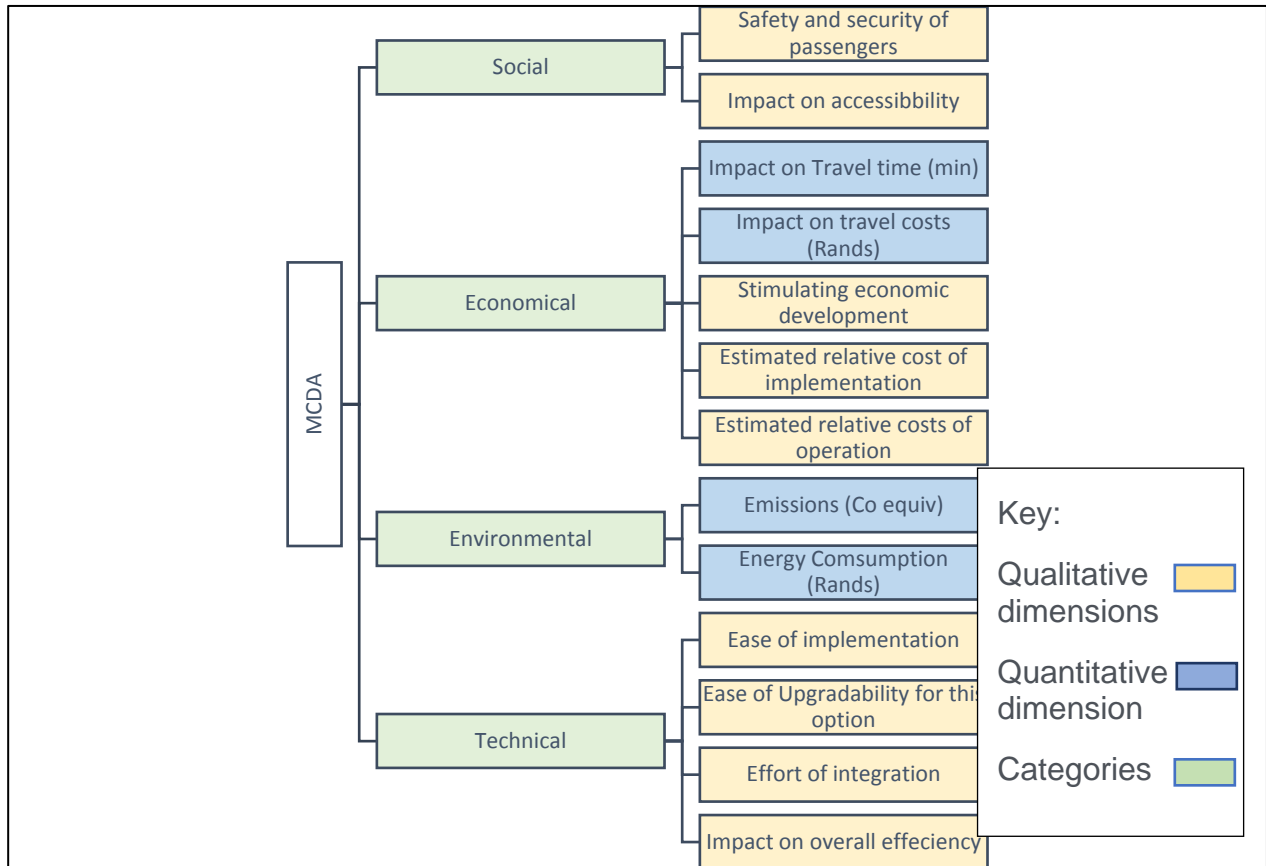 MCDA
Social
Safety and security of
passengers
Impact on accessibbility
Economical
Impact on Travel time (min)
Impact on travel costs
(Rands)
Stimulating economic
development
Estimated relative cost of
implementation
Estimated relative costs of
operation
Environmental
Emissions (Co equiv)
Energy Comsumption
(Rands)
Technical
Ease of implementation
Ease of Upgradability for this
option
Effort of integration
Impact on overall effeciency
Key:
Qualitative
dimensions
Quantitative
dimension
Categories